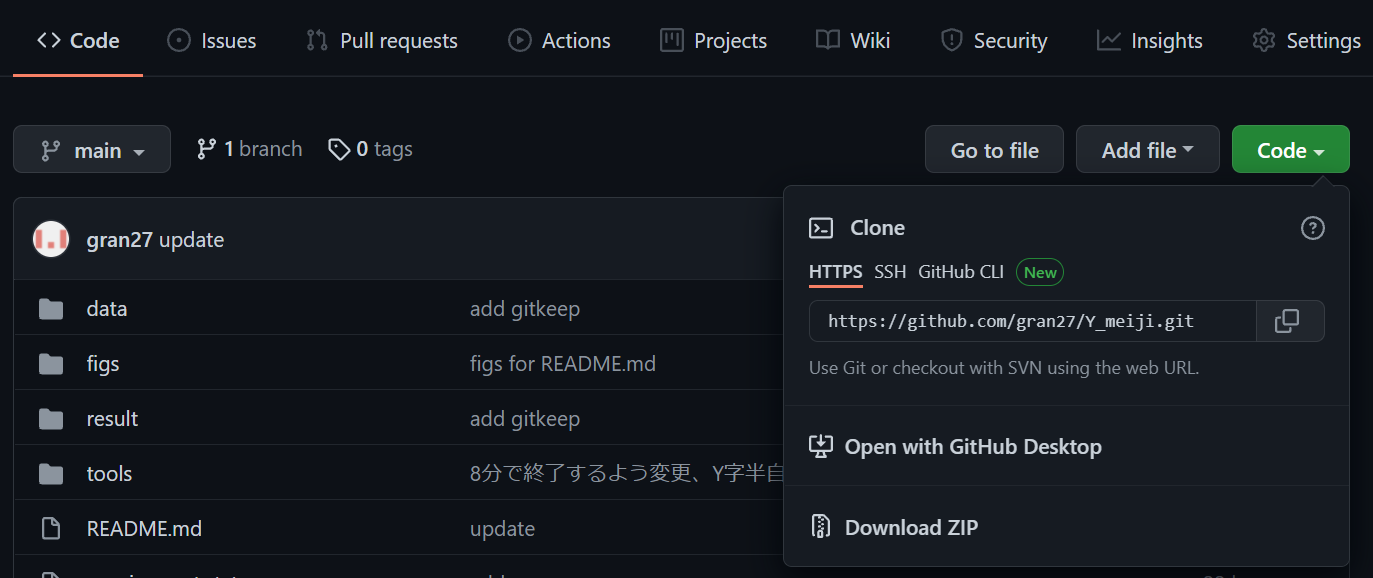 Code Issues Pull requests Actions Projects Wiki Security Insights Settings
main 1 branch 0 tags Go to file Add file Code
gran27 update
data add gitkeep
figs figs for README.md
result add gitkeep
tools 8分で終了するよう変更、Y字半自
README.md update
Clone
HTTPS SSH GitHub CLI New
https://github.com/gran27/Y_meiji.git
Use Git or checkout with SVN using the web URL.
Open with GitHub Desktop
Download ZIP